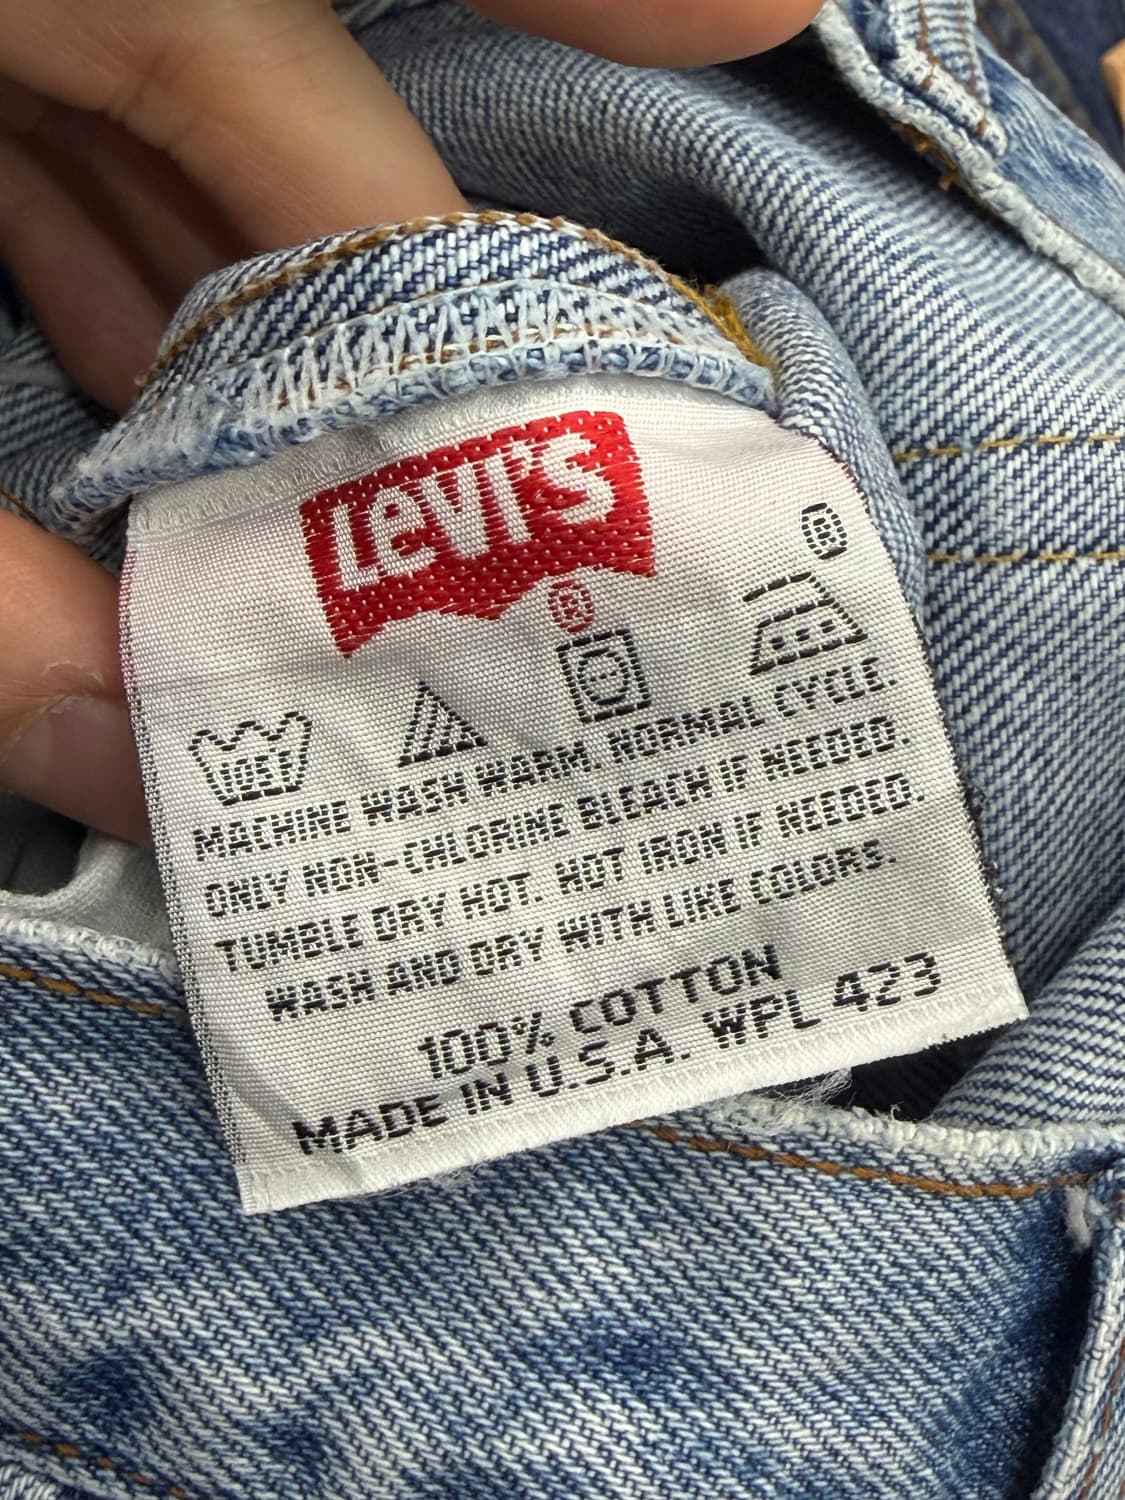 Levi's
®
®
105°
MACHINE WASH WARM. NORMAL CYCLE.
ONLY NON-CHLORINE BLEACH IF NEEDED.
TUMBLE DRY HOT. HOT IRON IF NEEDED.
WASH AND DRY WITH LIKE COLORS.
100% COTTON
MADE IN U.S.A. WPL 423